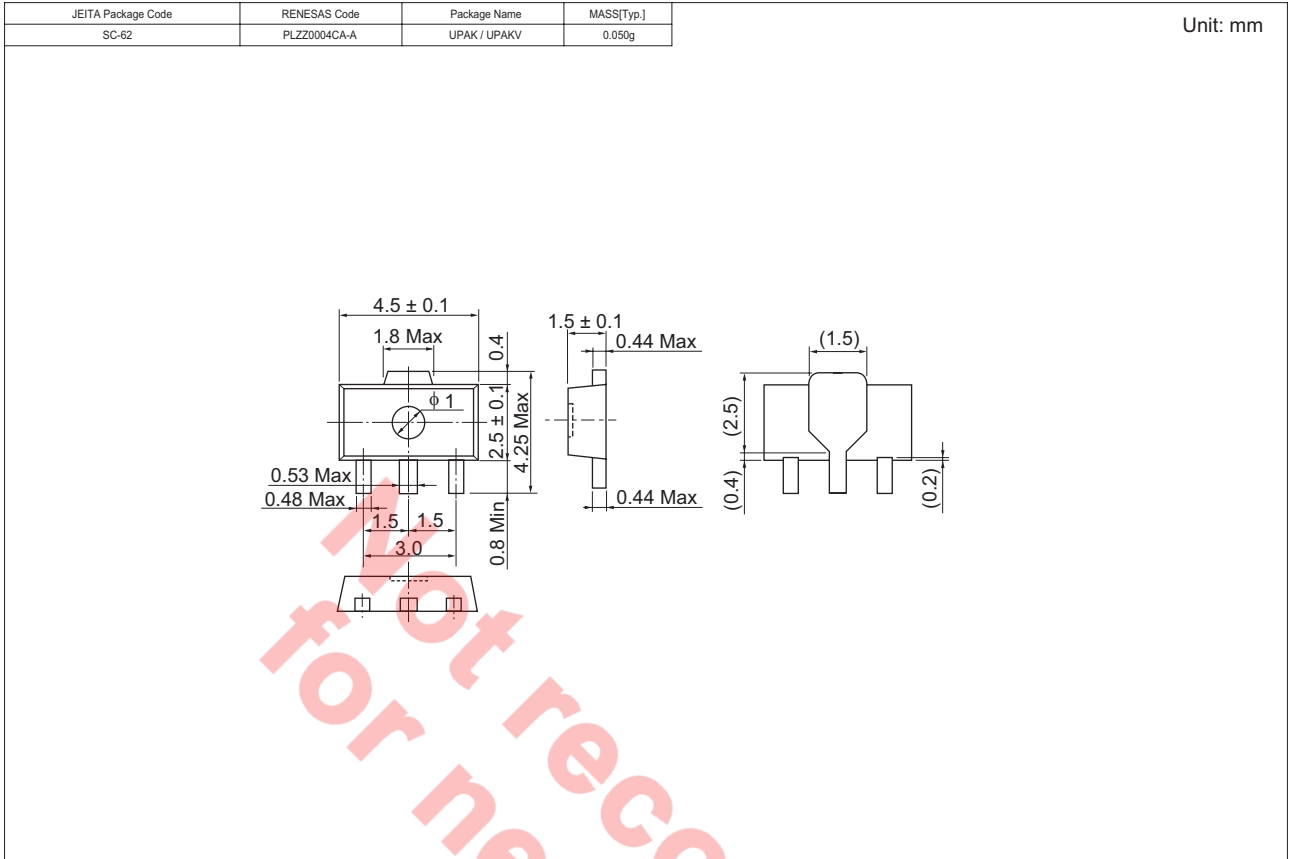 JEITA Package Code RENESAS Code Package Name MASS[Typ.]
SC-62 PLZZ0004CA-A UPAK / UPAKV 0.050g
Unit: mm
4.5 ± 0.1
1.8 Max
0.4
ϕ 1
2.5 ± 0.1
4.25 Max
0.53 Max
0.48 Max
1.5 1.5
3.0
0.8 Min
1.5 ± 0.1
0.44 Max
0.44 Max
(1.5)
(2.5)
(0.4)
(0.2)
Not reco
for ne